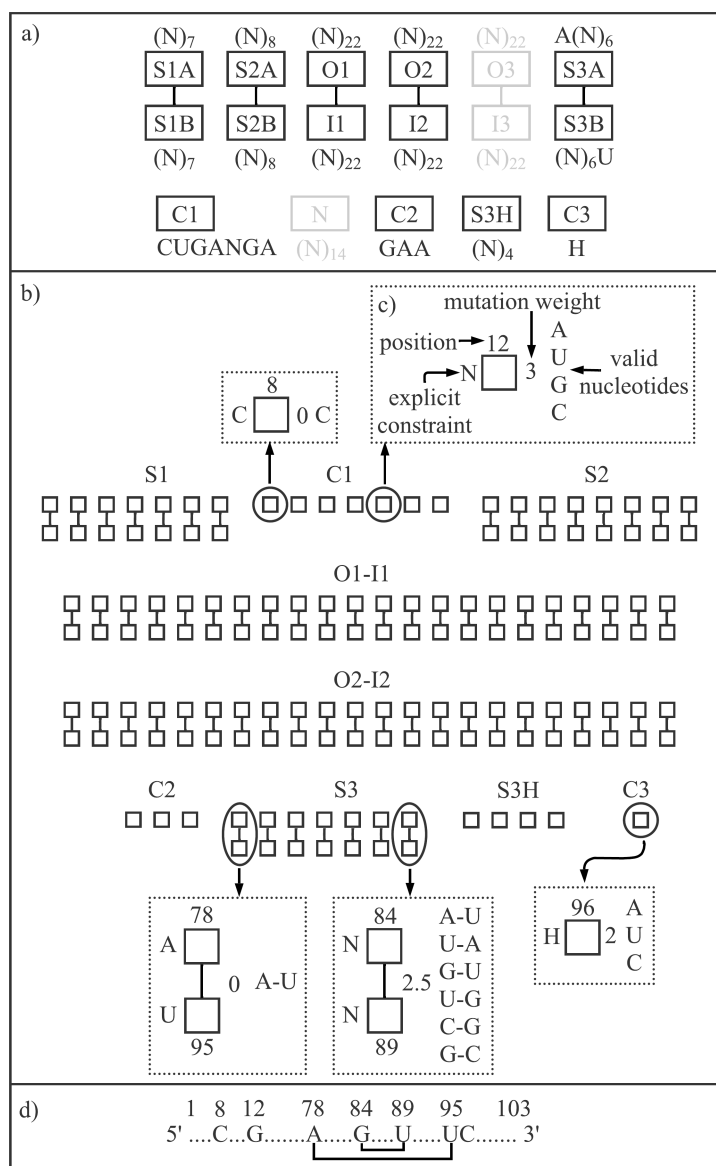 a)
(N)7 (N)8 (N)22 (N)22 (N)22 A(N)6
S1A S2A O1 O2 O3 S3A
S1B S2B I1 I2 I3 S3B
(N)7 (N)8 (N)22 (N)22 (N)22 (N)6U
C1 N C2 S3H C3
CUGANGA (N)14 GAA (N)4 H
b)
c)
mutation weight
position
12
N
3
A
U
G
C
valid
nucleotides
explicit
constraint
8
C 0 C
S1 C1 S2
O1-I1
O2-I2
C2 S3 S3H C3
78
A
0 A-U
U
95
84
N
2.5
N
89
A-U
U-A
G-U
U-G
C-G
G-C
96
H 2
A
U
C
d)
1 8 12 78 84 89 95 103
5' ....C...G.........A.....G....U.....UC....... 3'